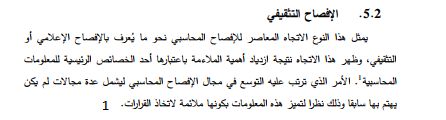 5.2. الإفصاح التثقيفي
يمثل هذا النوع الاتجاه المعاصر للإفصاح المحاسبي نحو ما يُعرف بالإفصاح الإعلامي أو
التثقيفي، وظهر هذا الاتجاه نتيجة ازدياد أهمية الملاءمة باعتبارها أحد الخصائص الرئيسية للمعلومات
المحاسبية¹. الأمر الذي ترتب عليه التوسع في مجال الإفصاح المحاسبي ليشمل عدة مجالات لم يكن
يهتم بها سابقا وذلك نظرا لتميز هذه المعلومات بكونها ملائمة لاتخاذ القرارات. 1